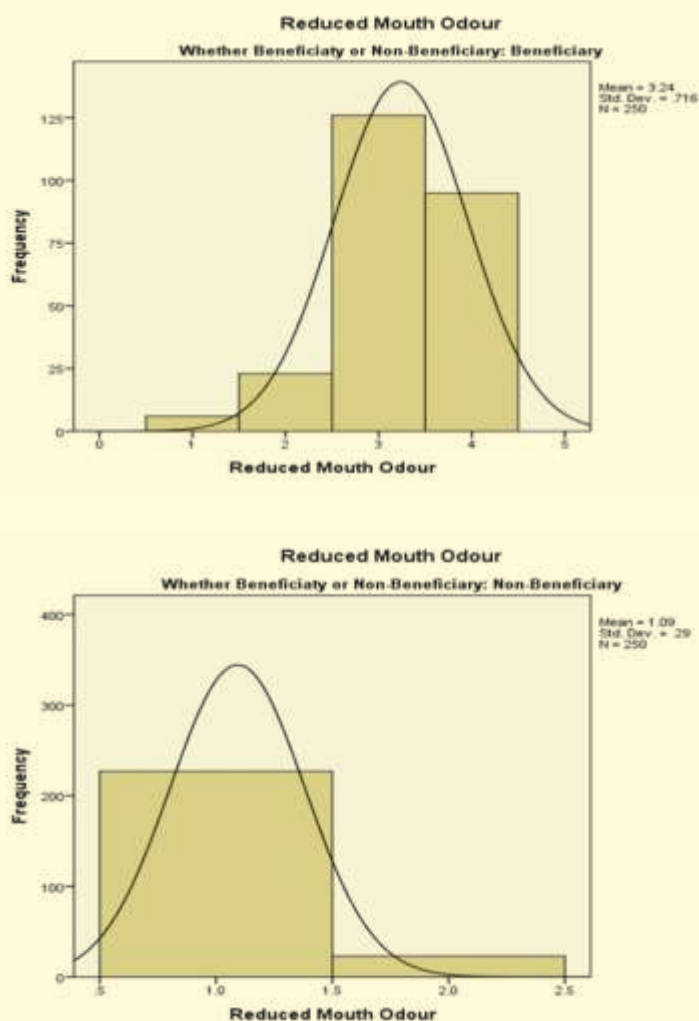 Reduced Mouth Odour
Whether Beneficiaty or Non-Beneficiary: Beneficiary
Mean = 3.24
Std. Dev. = .716
N = 250
125
100
75
50
25
0
Frequency
0 1 2 3 4 5
Reduced Mouth Odour
Reduced Mouth Odour
Whether Beneficiaty or Non-Beneficiary: Non-Beneficiary
Mean = 1.09
Std. Dev. = .29
N = 250
400
300
200
100
0
Frequency
.5 1.0 1.5 2.0 2.5
Reduced Mouth Odour